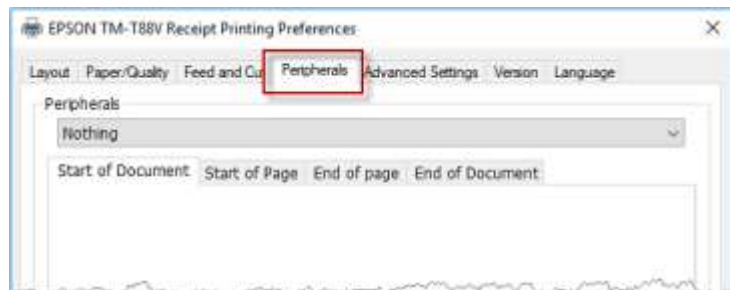 EPSON TM-T88V Receipt Printing Preferences
Layout Paper/Quality Feed and Cu Peripherals Advanced Settings Version Language
Peripherals
Nothing
Start of Document Start of Page End of page End of Document